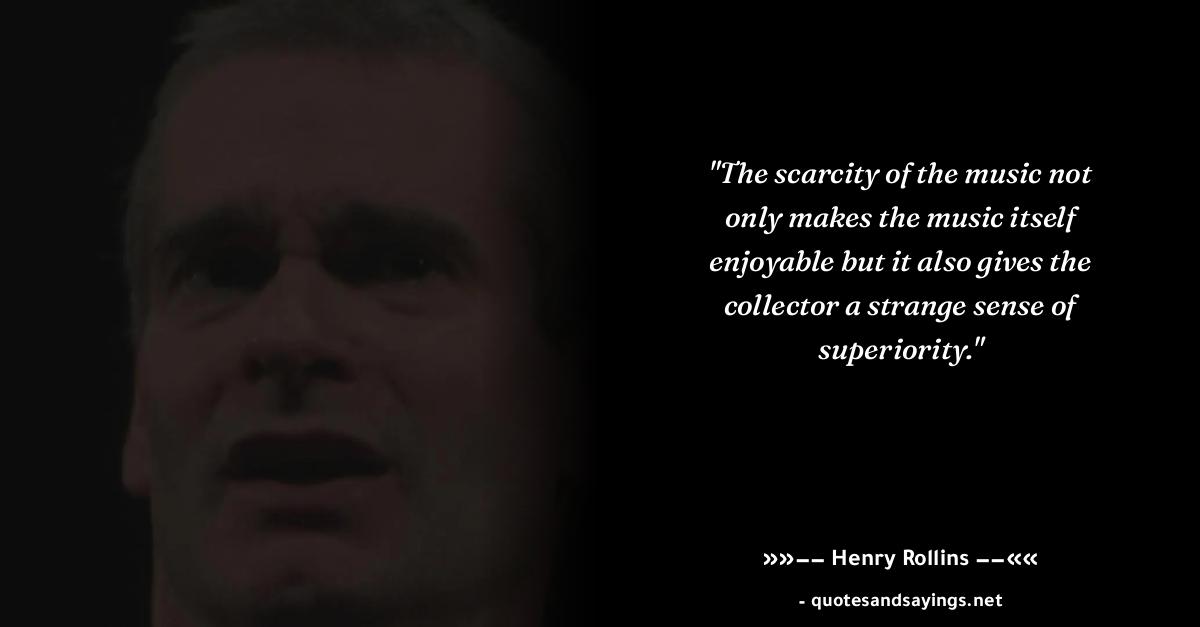 "The scarcity of the music not
only makes the music itself
enjoyable but it also gives the
collector a strange sense of
superiority."
»»−− Henry Rollins −−««
- quotesandsayings.net